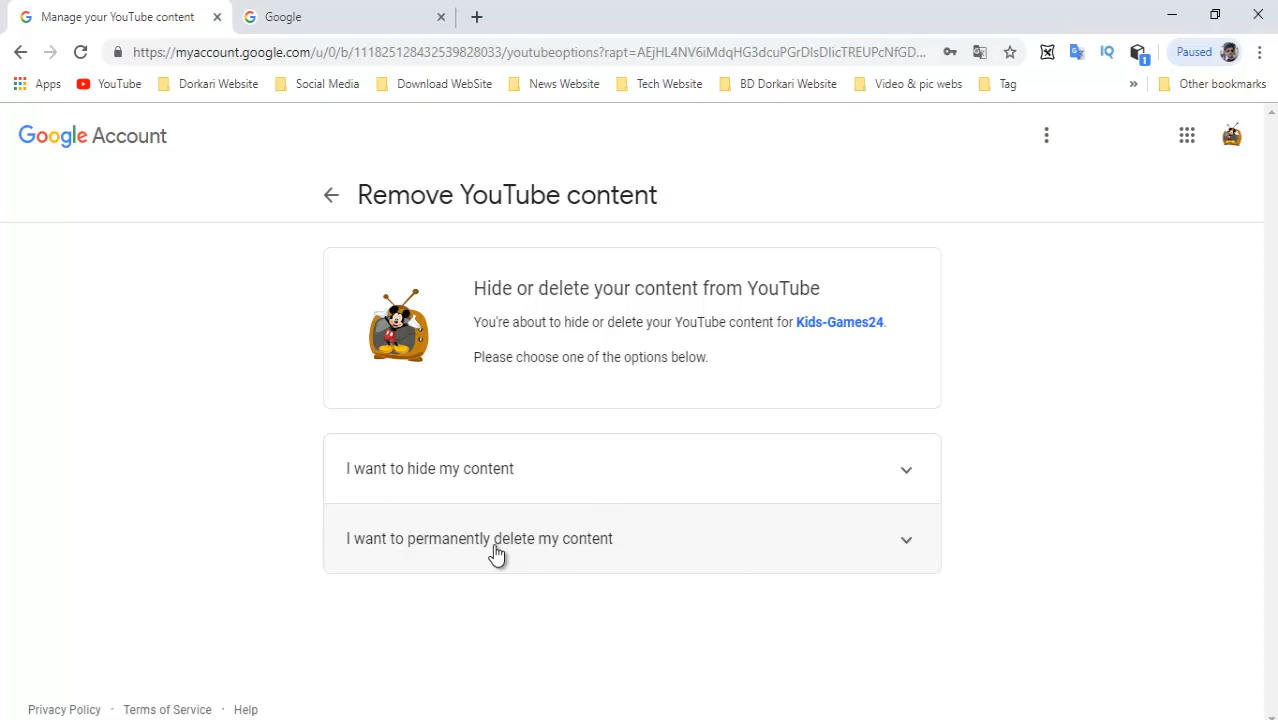 Manage your YouTube content
Google
https://myaccount.google.com/u/0/b/111825128432539828033/youtubeoptions?rapt=AEjHL4NV6iMdqHG3dcuPGrDlsDIicTREUPcNfGD...
Paused
Apps YouTube Dorkari Website Social Media Download WebSite News Website Tech Website BD Dorkari Website Video & pic webs Tag » Other bookmarks
Google Account
Remove YouTube content
Hide or delete your content from YouTube
You're about to hide or delete your YouTube content for Kids-Games24.
Please choose one of the options below.
I want to hide my content
I want to permanently delete my content
Privacy Policy · Terms of Service · Help